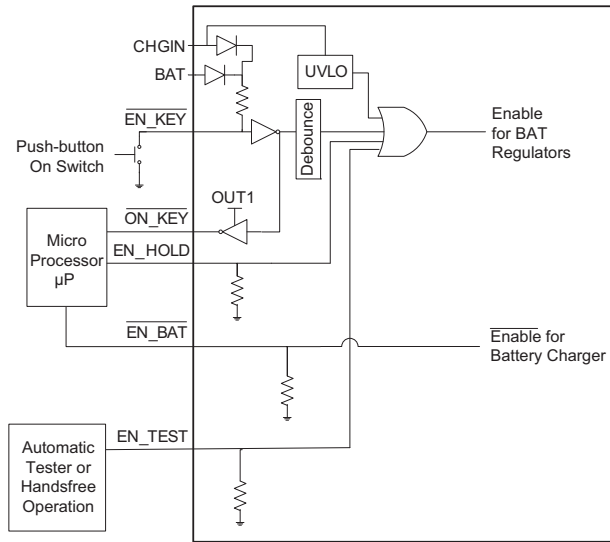 CHGIN
BAT
UVLO
EN_KEY
Push-button
On Switch
Debounce
Enable
for BAT
Regulators
OUT1
ON_KEY
EN_HOLD
Micro
Processor
µP
EN_BAT
Enable for
Battery Charger
EN_TEST
Automatic
Tester or
Handsfree
Operation